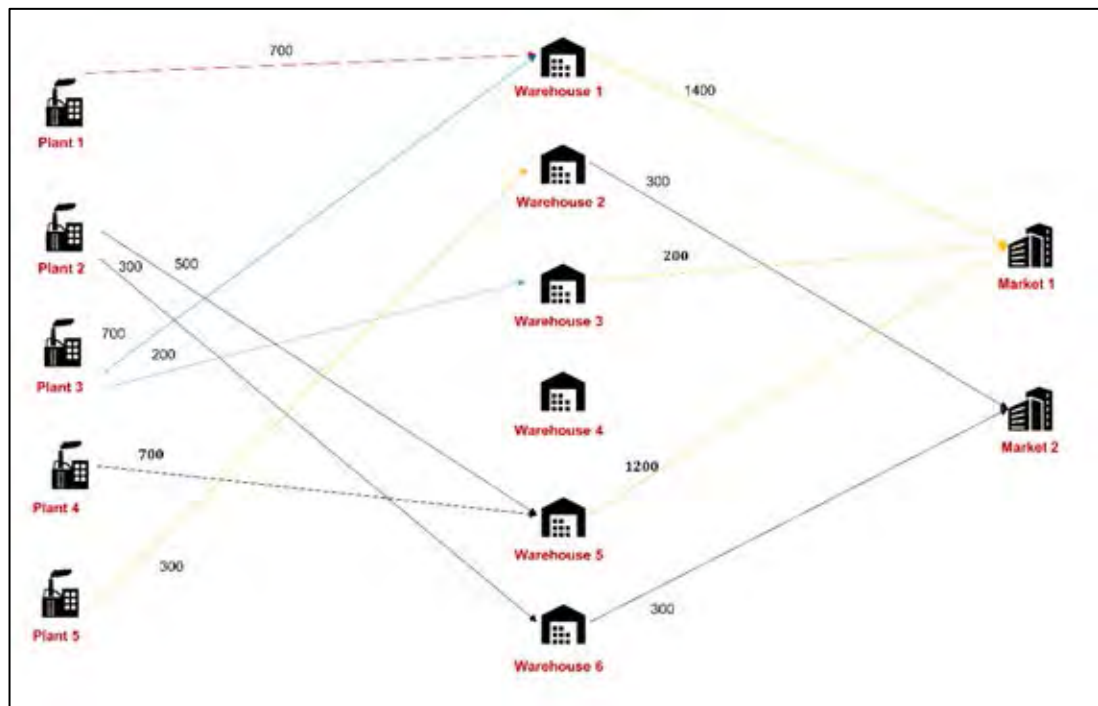 700
Warehouse 1
1400
Plant 1
Warehouse 2
300
Plant 2
300
500
200
Market 1
Warehouse 3
700
200
Plant 3
Warehouse 4
Market 2
700
1200
Plant 4
Warehouse 5
300
300
Plant 5
Warehouse 6